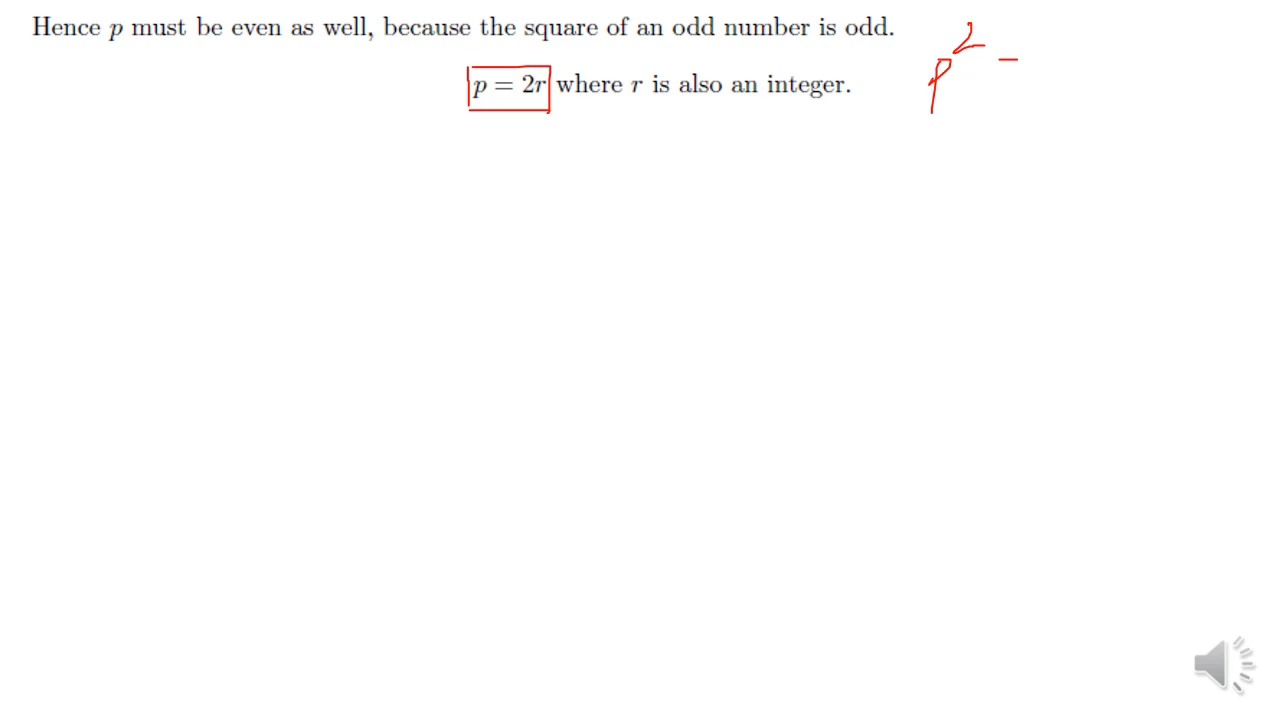 Hence p must be even as well, because the square of an odd number is odd.
p = 2r where r is also an integer.
p² –